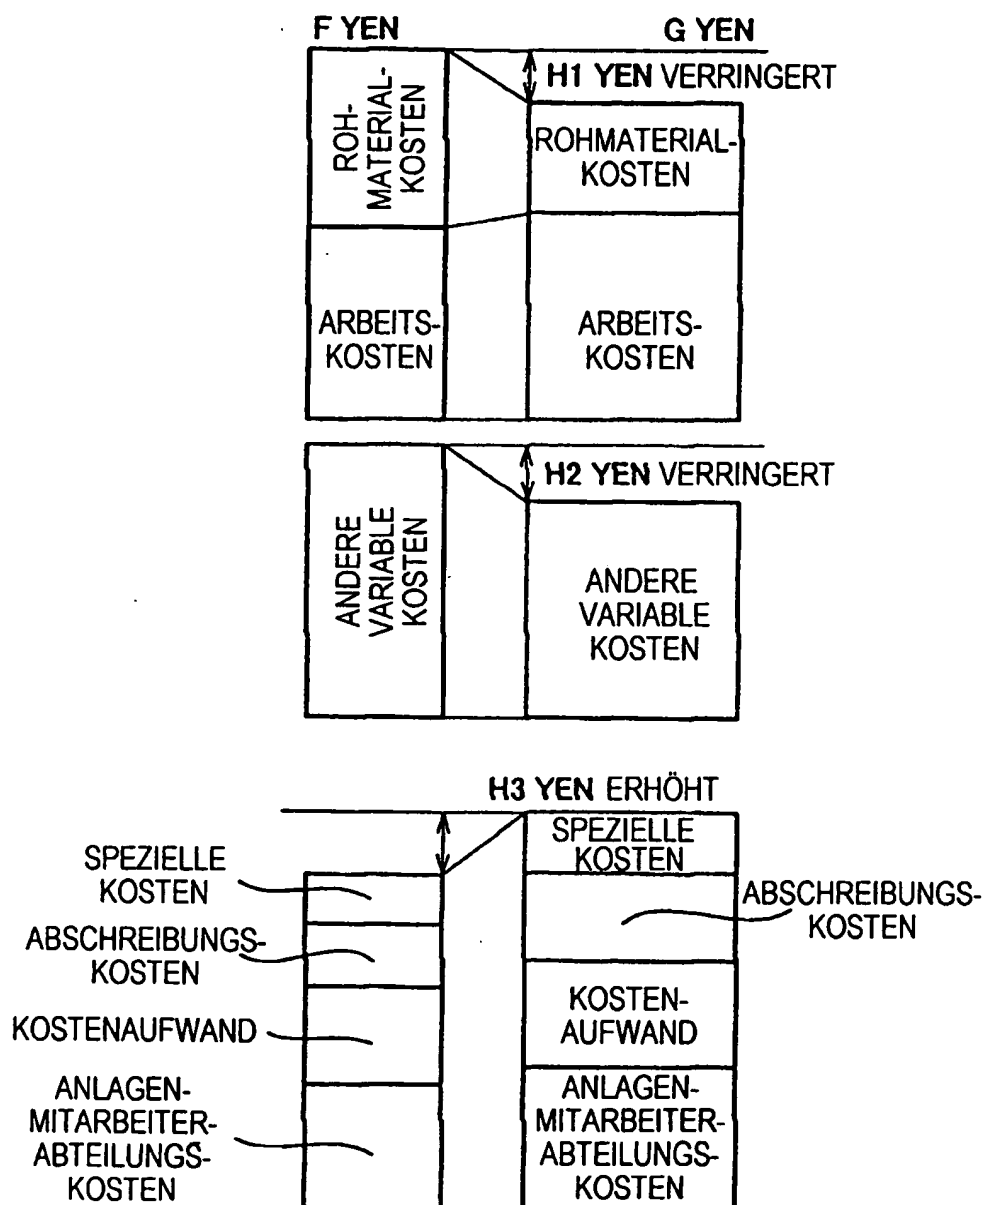 F YEN
G YEN
H1 YEN VERRINGERT
ROH-
MATERIAL-
KOSTEN
ROHMATERIAL-
KOSTEN
ARBEITS-
KOSTEN
ARBEITS-
KOSTEN
H2 YEN VERRINGERT
ANDERE
VARIABLE
KOSTEN
ANDERE
VARIABLE
KOSTEN
H3 YEN ERHÖHT
SPEZIELLE
KOSTEN
SPEZIELLE
KOSTEN
ABSCHREIBUNGS-
KOSTEN
ABSCHREIBUNGS-
KOSTEN
KOSTENAUFWAND
KOSTEN-
AUFWAND
ANLAGEN-
MITARBEITER-
ABTEILUNGS-
KOSTEN
ANLAGEN-
MITARBEITER-
ABTEILUNGS-
KOSTEN